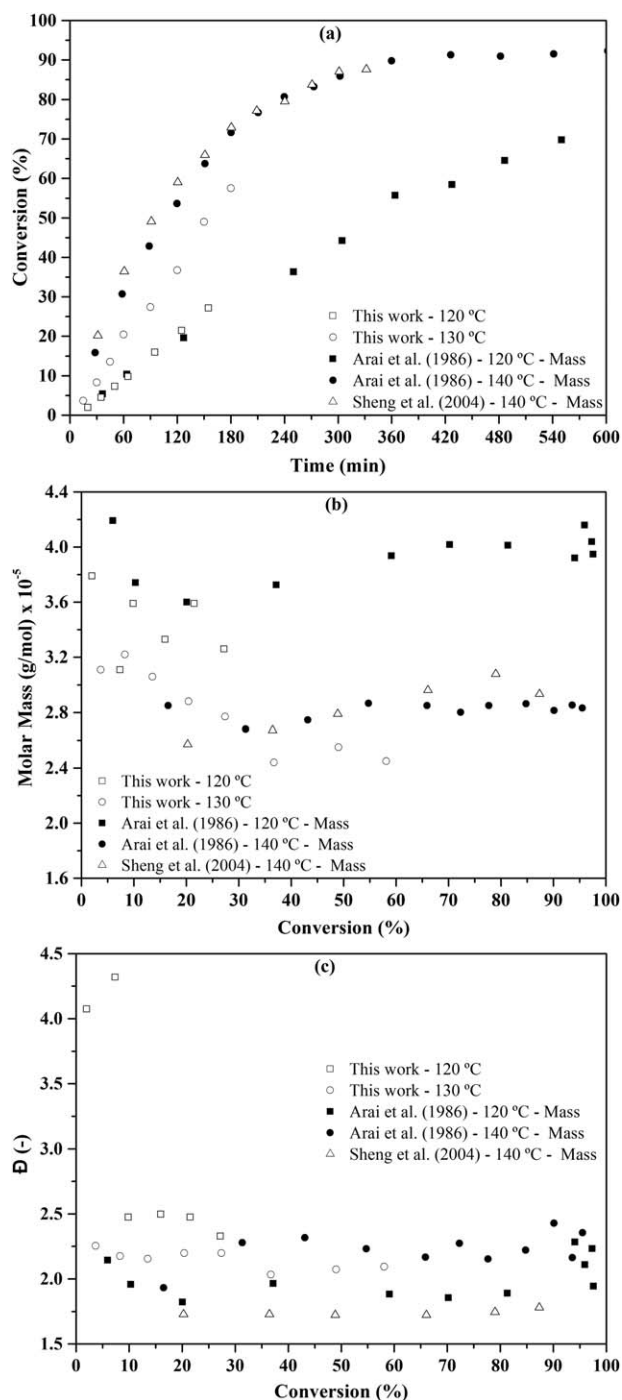 (a)
100
90
80
70
60
50
40
30
20
10
0
Conversion (%)
This work - 120 ºC
This work - 130 ºC
Arai et al. (1986) - 120 ºC - Mass
Arai et al. (1986) - 140 ºC - Mass
Sheng et al. (2004) - 140 ºC - Mass
0 60 120 180 240 300 360 420 480 540 600
Time (min)
(b)
4.4
4.0
3.6
3.2
2.8
2.4
2.0
1.6
Molar Mass (g/mol) x 10-5
This work - 120 ºC
This work - 130 ºC
Arai et al. (1986) - 120 ºC - Mass
Arai et al. (1986) - 140 ºC - Mass
Sheng et al. (2004) - 140 ºC - Mass
0 10 20 30 40 50 60 70 80 90 100
Conversion (%)
(c)
4.5
4.0
3.5
3.0
2.5
2.0
1.5
Đ (-)
This work - 120 ºC
This work - 130 ºC
Arai et al. (1986) - 120 ºC - Mass
Arai et al. (1986) - 140 ºC - Mass
Sheng et al. (2004) - 140 ºC - Mass
0 10 20 30 40 50 60 70 80 90 100
Conversion (%)